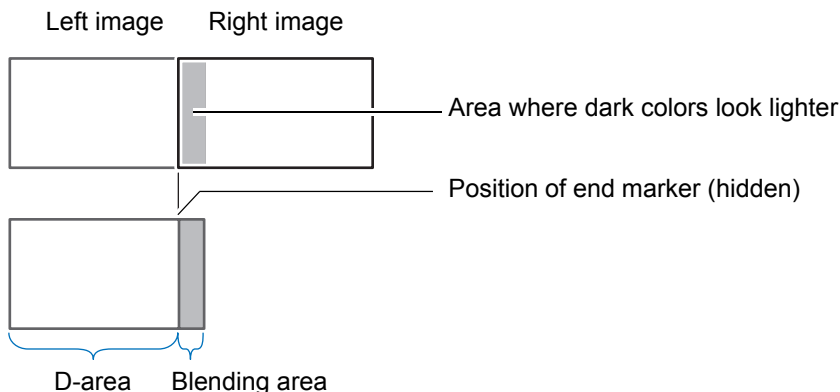 Left image
Right image
Area where dark colors look lighter
Position of end marker (hidden)
D-area
Blending area